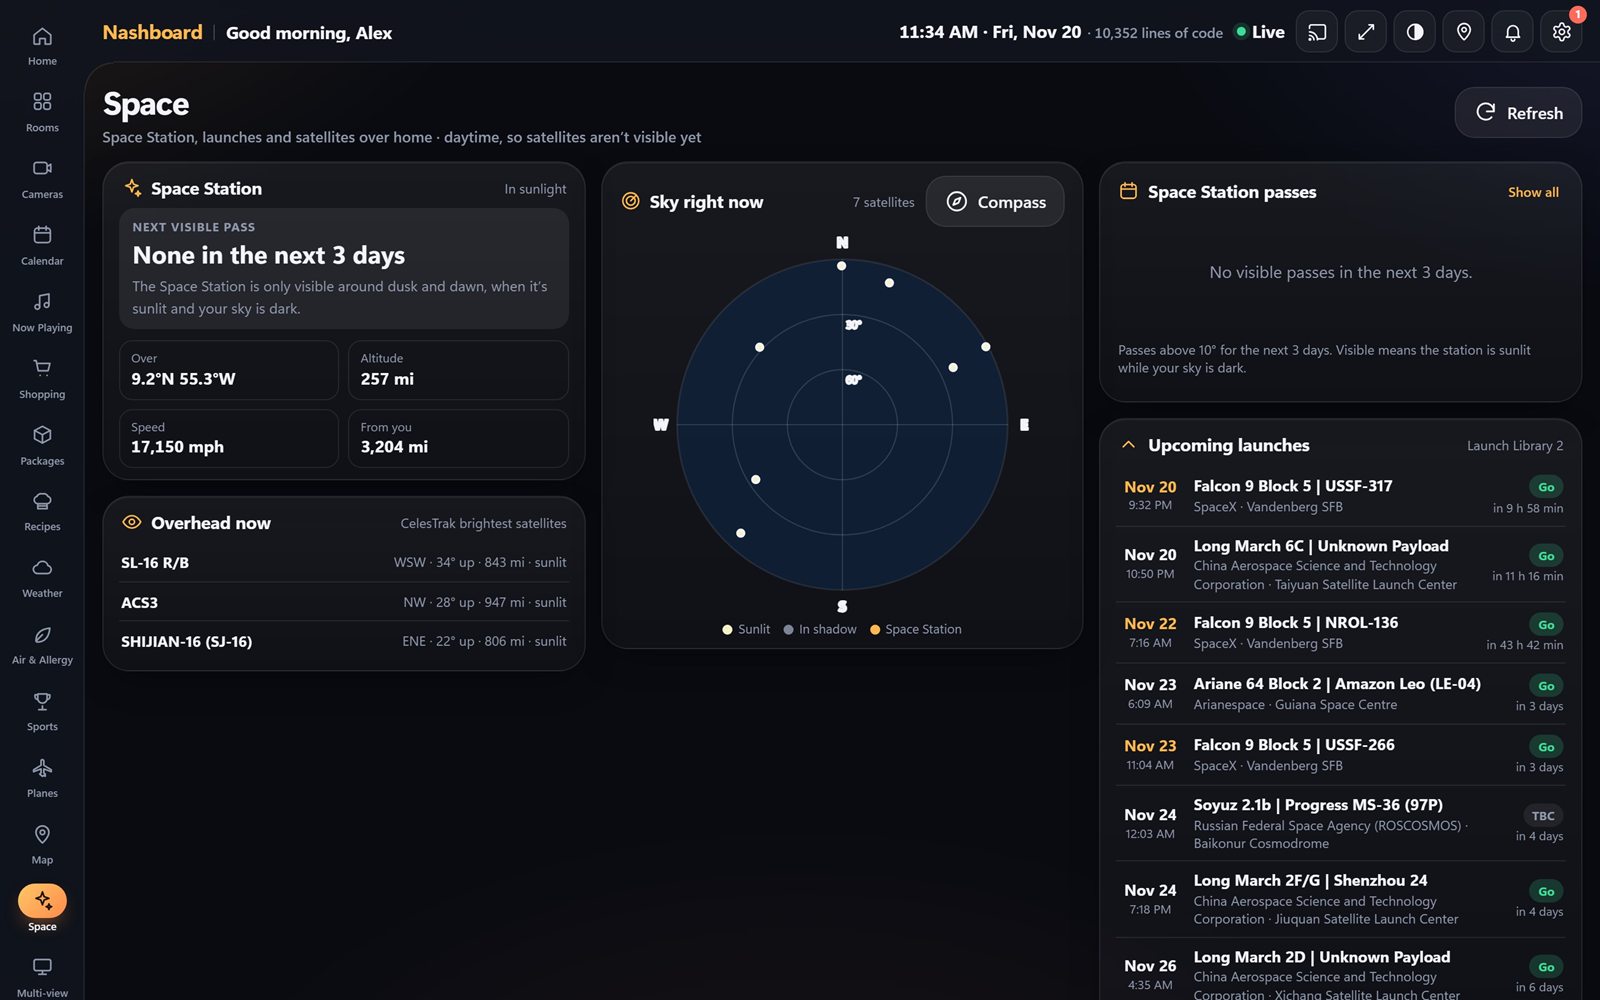 Nashboard
Good morning, Alex
11:34 AM · Fri, Nov 20 · 10,352 lines of code
Live
1
Home
Rooms
Cameras
Calendar
Now Playing
Shopping
Packages
Recipes
Weather
Air & Allergy
Sports
Planes
Map
Space
Multi-view
Space
Space Station, launches and satellites over home · daytime, so satellites aren’t visible yet
Refresh
Space Station
In sunlight
NEXT VISIBLE PASS
None in the next 3 days
The Space Station is only visible around dusk and dawn, when it’s
sunlit and your sky is dark.
Over
9.2°N 55.3°W
Altitude
257 mi
Speed
17,150 mph
From you
3,204 mi
Overhead now
CelesTrak brightest satellites
SL-16 R/B
WSW · 34° up · 843 mi · sunlit
ACS3
NW · 28° up · 947 mi · sunlit
SHIJIAN-16 (SJ-16)
ENE · 22° up · 806 mi · sunlit
Sky right now
7 satellites
Compass
N
30°
60°
W
E
S
Sunlit
In shadow
Space Station
Space Station passes
Show all
No visible passes in the next 3 days.
Passes above 10° for the next 3 days. Visible means the station is sunlit
while your sky is dark.
Upcoming launches
Launch Library 2
Nov 20
9:32 PM
Falcon 9 Block 5 | USSF-317
SpaceX · Vandenberg SFB
Go
in 9 h 58 min
Nov 20
10:50 PM
Long March 6C | Unknown Payload
China Aerospace Science and Technology
Corporation · Taiyuan Satellite Launch Center
Go
in 11 h 16 min
Nov 22
7:16 AM
Falcon 9 Block 5 | NROL-136
SpaceX · Vandenberg SFB
Go
in 43 h 42 min
Nov 23
6:09 AM
Ariane 64 Block 2 | Amazon Leo (LE-04)
Arianespace · Guiana Space Centre
Go
in 3 days
Nov 23
11:04 AM
Falcon 9 Block 5 | USSF-266
SpaceX · Vandenberg SFB
Go
in 3 days
Nov 24
12:03 AM
Soyuz 2.1b | Progress MS-36 (97P)
Russian Federal Space Agency (ROSCOSMOS) ·
Baikonur Cosmodrome
TBC
in 4 days
Nov 24
7:18 PM
Long March 2F/G | Shenzhou 24
China Aerospace Science and Technology
Corporation · Jiuquan Satellite Launch Center
Go
in 4 days
Nov 26
4:35 AM
Long March 2D | Unknown Payload
China Aerospace Science and Technology
Corporation · Xichang Satellite Launch Center
Go
in 6 days